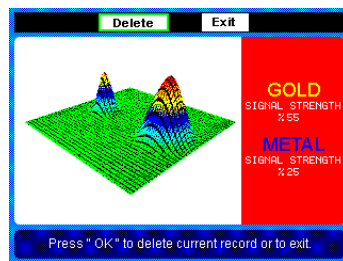 Delete Exit
GOLD
SIGNAL STRENGTH
%55
METAL
SIGNAL STRENGTH
%25
Press " OK " to delete current record or to exit.